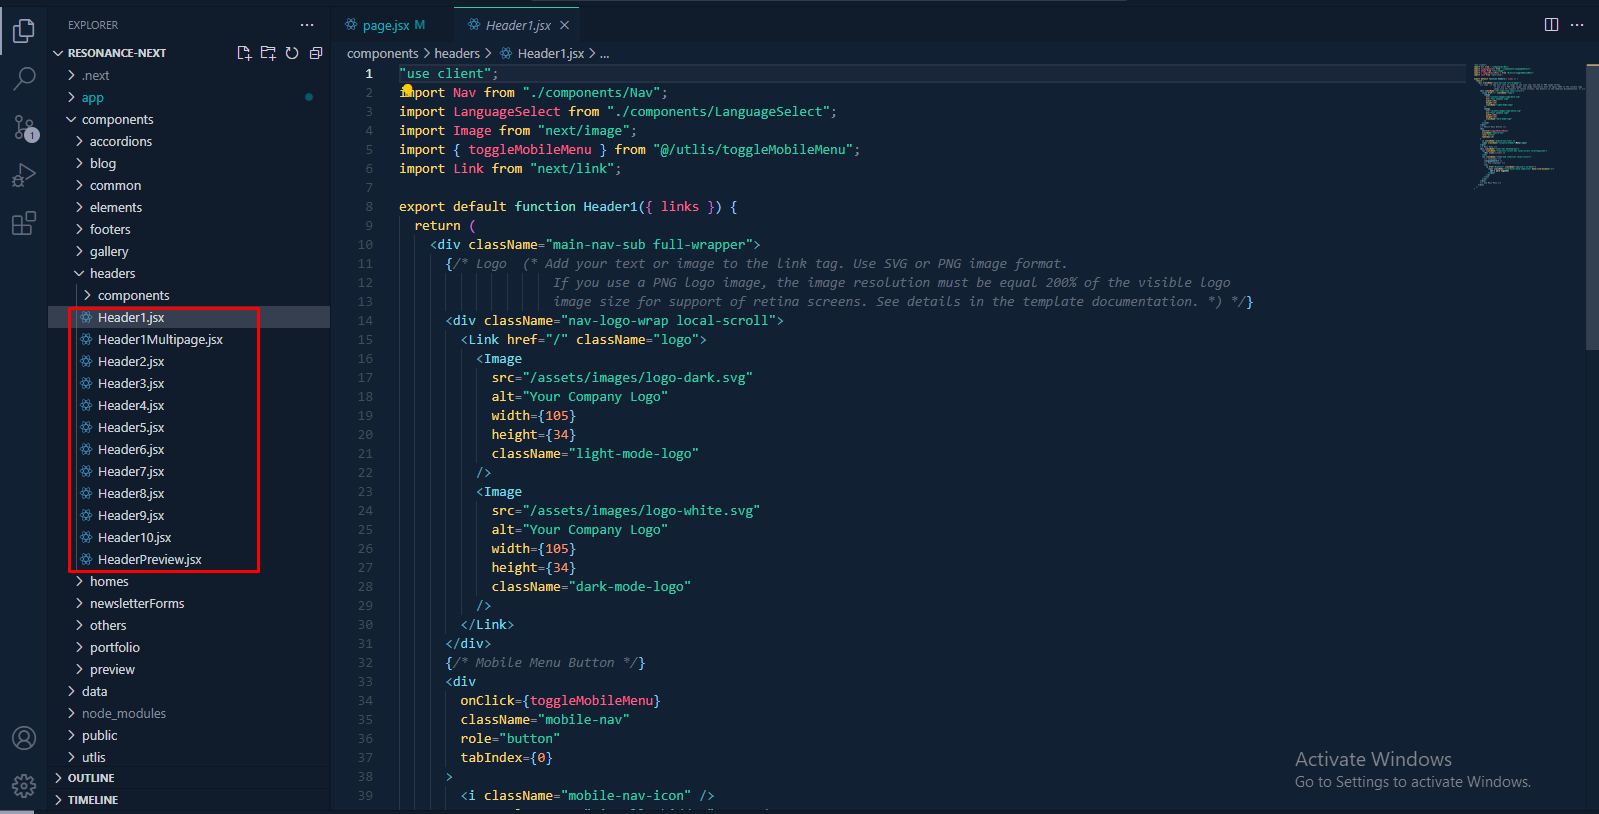 EXPLORER
RESONANCE-NEXT
.next
app
components
accordions
blog
common
elements
footers
gallery
headers
components
Header1.jsx
Header1Multipage.jsx
Header2.jsx
Header3.jsx
Header4.jsx
Header5.jsx
Header6.jsx
Header7.jsx
Header8.jsx
Header9.jsx
Header10.jsx
HeaderPreview.jsx
homes
newsletterForms
others
portfolio
preview
data
node_modules
public
utlis
OUTLINE
TIMELINE
1
page.jsx M
Header1.jsx
components > headers > Header1.jsx > ...
1 "use client";
2 import Nav from "./components/Nav";
3 import LanguageSelect from "./components/LanguageSelect";
4 import Image from "next/image";
5 import { toggleMobileMenu } from "@/utlis/toggleMobileMenu";
6 import Link from "next/link";
7
8 export default function Header1({ links }) {
9 return (
10 <div className="main-nav-sub full-wrapper">
11 {/* Logo (* Add your text or image to the link tag. Use SVG or PNG image format.
12 If you use a PNG logo image, the image resolution must be equal 200% of the visible logo
13 image size for support of retina screens. See details in the template documentation. *) */}
14 <div className="nav-logo-wrap local-scroll">
15 <Link href="/" className="logo">
16 <Image
17 src="/assets/images/logo-dark.svg"
18 alt="Your Company Logo"
19 width={105}
20 height={34}
21 className="light-mode-logo"
22 />
23 <Image
24 src="/assets/images/logo-white.svg"
25 alt="Your Company Logo"
26 width={105}
27 height={34}
28 className="dark-mode-logo"
29 />
30 </Link>
31 </div>
32 {/* Mobile Menu Button */}
33 <div
34 onClick={toggleMobileMenu}
35 className="mobile-nav"
36 role="button"
37 tabIndex={0}
38 >
39 <i className="mobile-nav-icon" />
Activate Windows
Go to Settings to activate Windows.